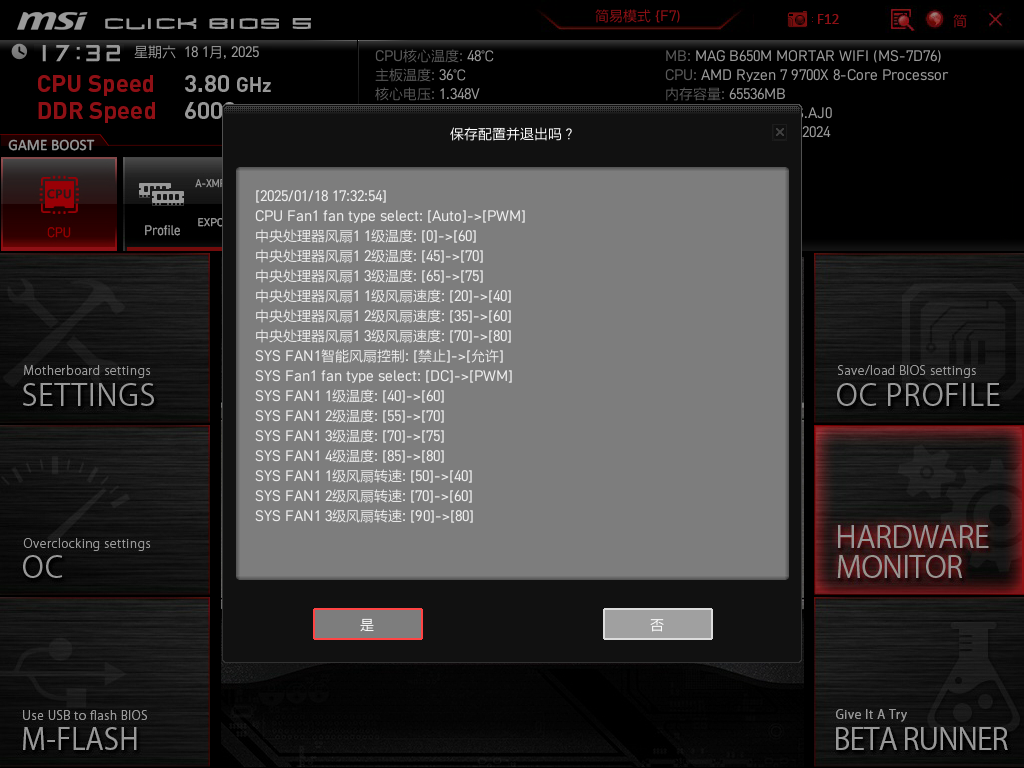 msi CLICK BIOS 5
简易模式 (F7)
F12
简
17:32 星期六 18 1月, 2025
CPU Speed 3.80 GHz
DDR Speed 600
CPU核心温度: 48℃
主板温度: 36℃
核心电压: 1.348V
MB: MAG B650M MORTAR WIFI (MS-7D76)
CPU: AMD Ryzen 7 9700X 8-Core Processor
内存容量: 65536MB
.AJ0
2024
GAME BOOST
CPU
CPU
A-XMP
EXPO
Profile
保存配置并退出吗？
[2025/01/18 17:32:54]
CPU Fan1 fan type select: [Auto]->[PWM]
中央处理器风扇1 1级温度: [0]->[60]
中央处理器风扇1 2级温度: [45]->[70]
中央处理器风扇1 3级温度: [65]->[75]
中央处理器风扇1 1级风扇速度: [20]->[40]
中央处理器风扇1 2级风扇速度: [35]->[60]
中央处理器风扇1 3级风扇速度: [70]->[80]
SYS FAN1智能风扇控制: [禁止]->[允许]
SYS Fan1 fan type select: [DC]->[PWM]
SYS FAN1 1级温度: [40]->[60]
SYS FAN1 2级温度: [55]->[70]
SYS FAN1 3级温度: [70]->[75]
SYS FAN1 4级温度: [85]->[80]
SYS FAN1 1级风扇转速: [50]->[40]
SYS FAN1 2级风扇转速: [70]->[60]
SYS FAN1 3级风扇转速: [90]->[80]
是
否
Motherboard settings
SETTINGS
Overclocking settings
OC
Use USB to flash BIOS
M-FLASH
Save/load BIOS settings
OC PROFILE
HARDWARE
MONITOR
Give It A Try
BETA RUNNER